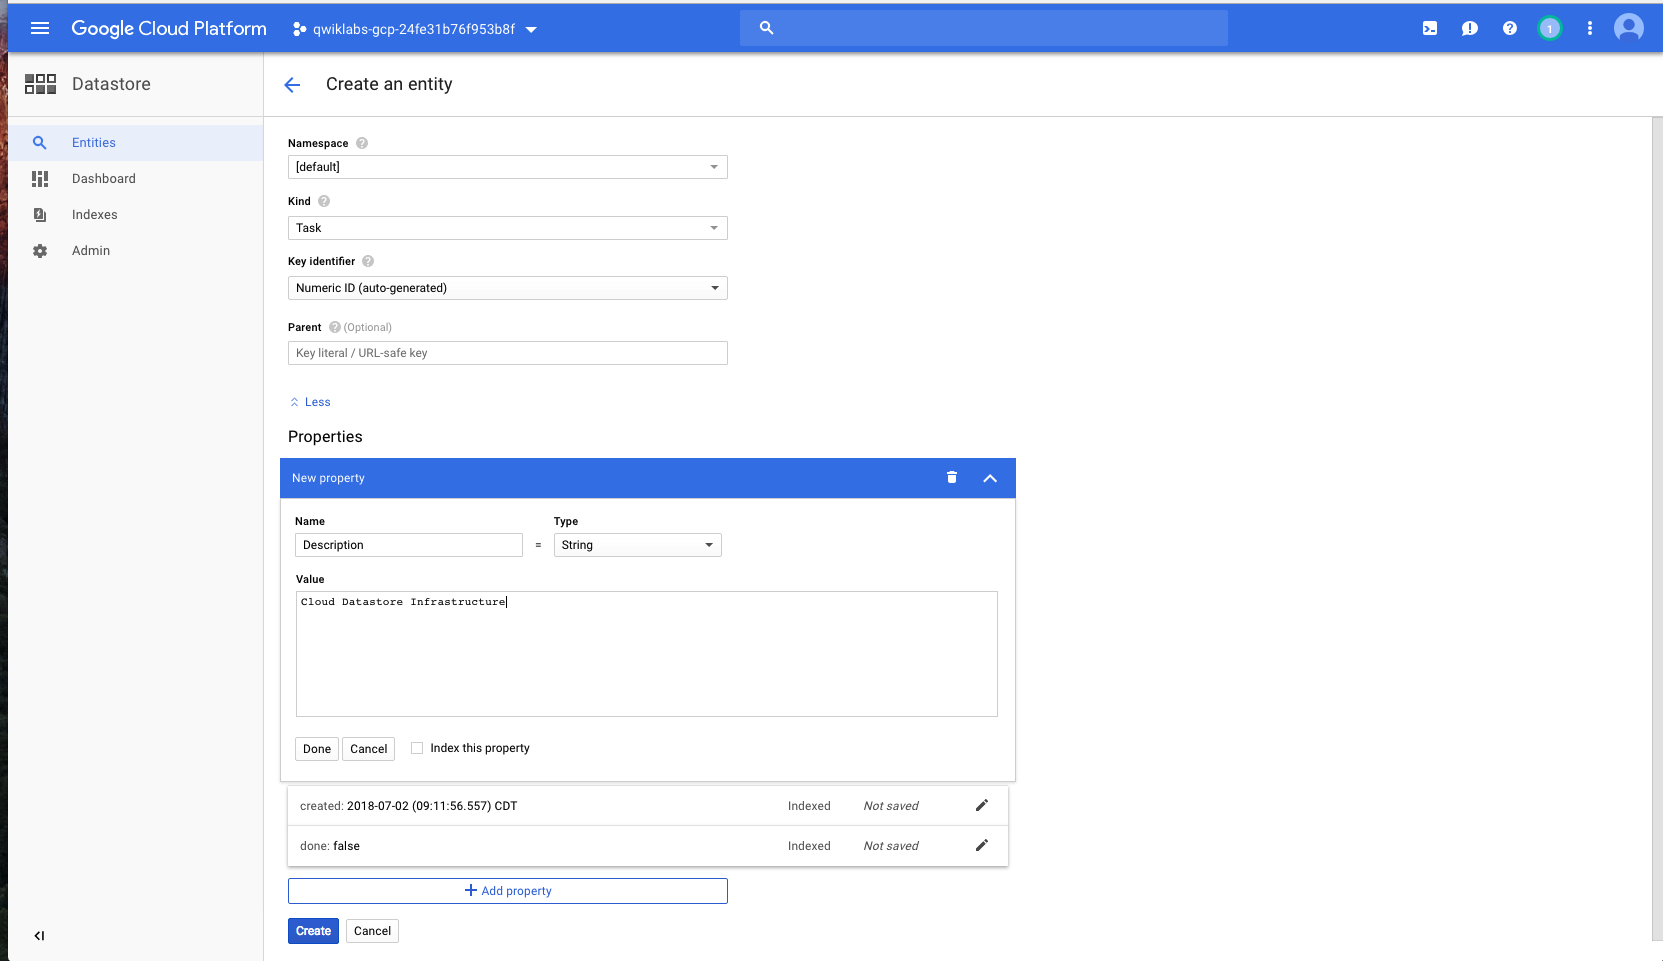 Google Cloud Platform
qwiklabs-gcp-24fe31b76f953b8f
1
Datastore
Create an entity
Entities
Dashboard
Indexes
Admin
Namespace ?
[default]
Kind ?
Task
Key identifier ?
Numeric ID (auto-generated)
Parent ? (Optional)
Key literal / URL-safe key
Less
Properties
New property
Name
Type
Description = String
Value
Cloud Datastore Infrastructure
Done Cancel Index this property
created: 2018-07-02 (09:11:56.557) CDT Indexed Not saved
done: false Indexed Not saved
+ Add property
Create Cancel